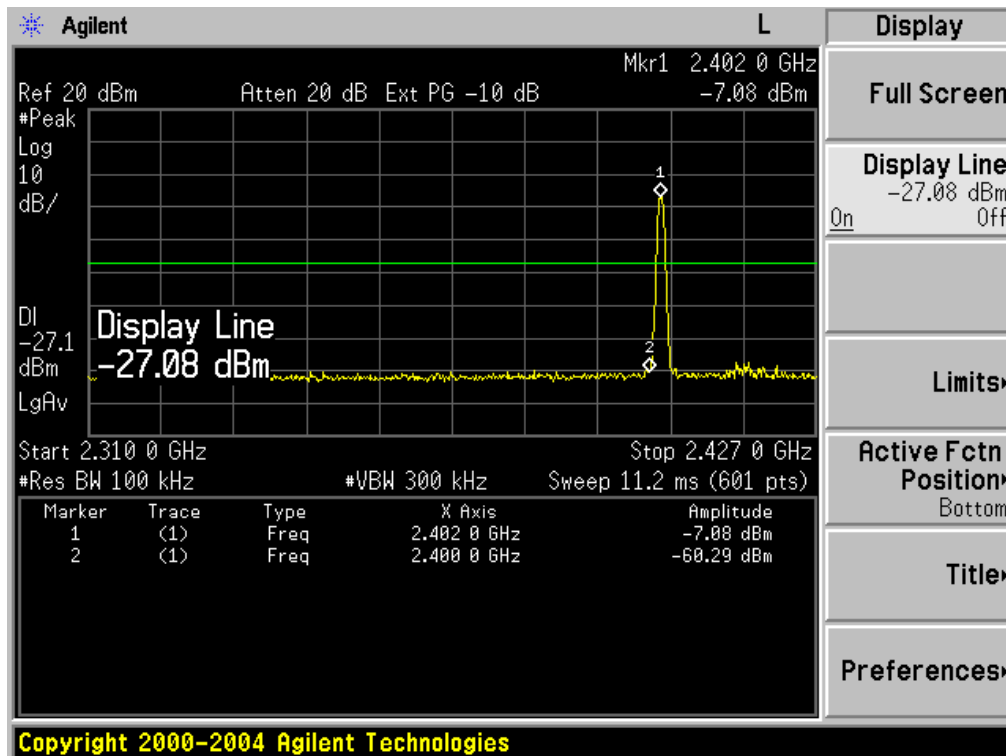 Agilent L
Mkr1 2.402 0 GHz
Ref 20 dBm Atten 20 dB Ext PG -10 dB -7.08 dBm
#Peak
Log
10
dB/
1
DI
-27.1
dBm
LgAv
Display Line
-27.08 dBm
2
Start 2.310 0 GHz Stop 2.427 0 GHz
#Res BW 100 kHz #VBW 300 kHz Sweep 11.2 ms (601 pts)
Marker Trace Type X Axis Amplitude
1 (1) Freq 2.402 0 GHz -7.08 dBm
2 (1) Freq 2.400 0 GHz -60.29 dBm
Display
Full Screen
Display Line
-27.08 dBm
On Off
Limits
Active Fctn
Position
Bottom
Title
Preferences
Copyright 2000-2004 Agilent Technologies